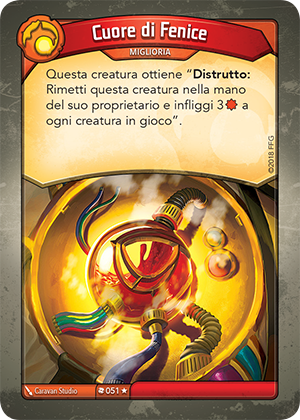 Cuore di Fenice
MIGLIORIA
Questa creatura ottiene “Distrutto:
Rimetti questa creatura nella mano
del suo proprietario e infliggi 3 a
ogni creatura in gioco”.
©2018 FFG
Caravan Studio
051